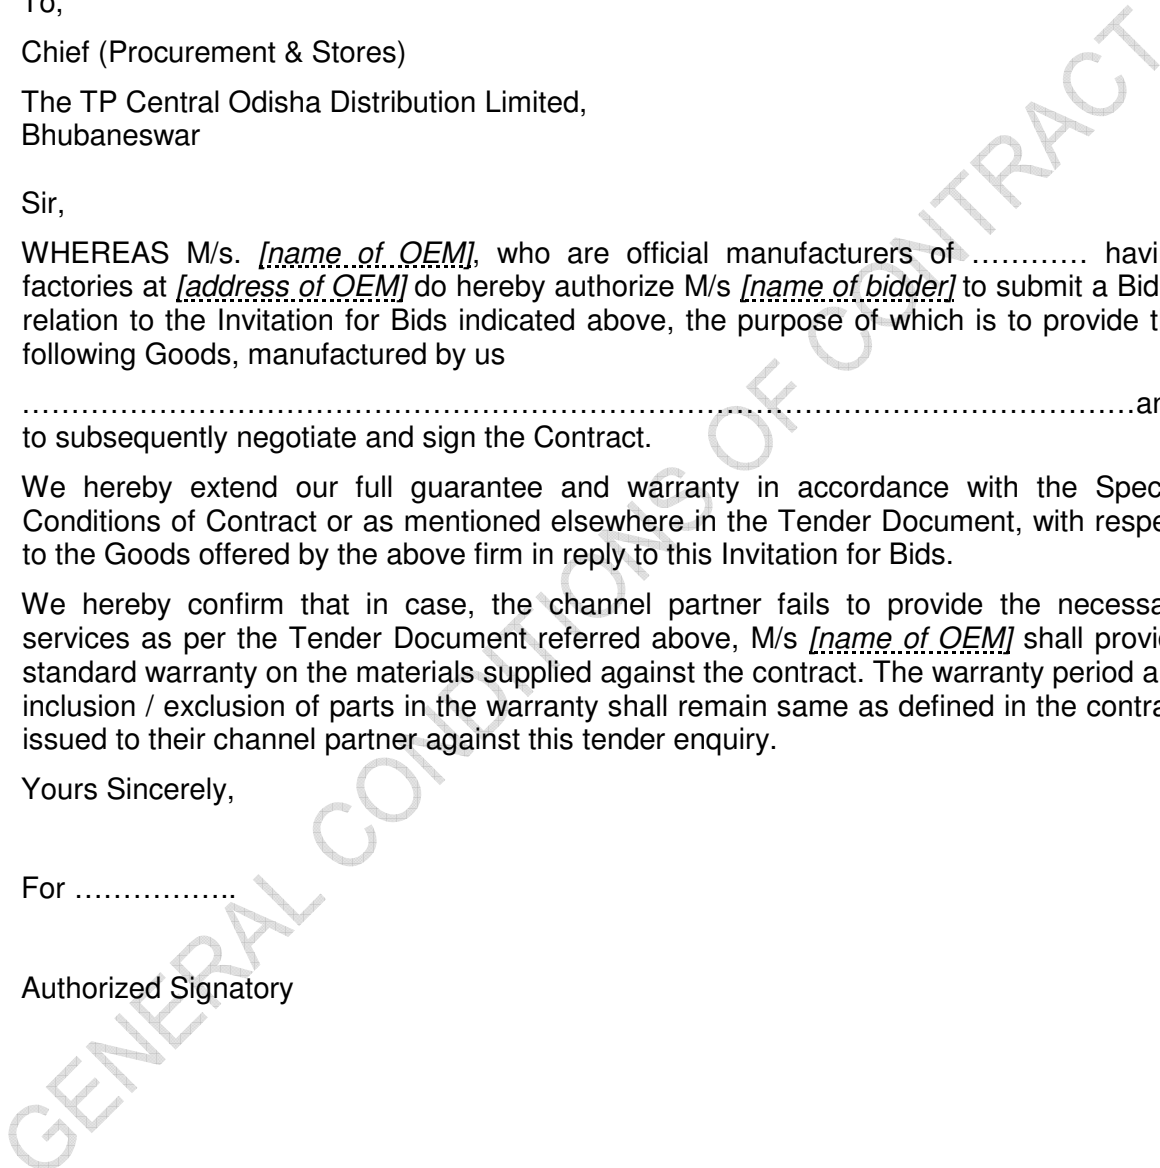 To,
Chief (Procurement & Stores)
The TP Central Odisha Distribution Limited,
Bhubaneswar
Sir,
WHEREAS M/s. [name of OEM], who are official manufacturers of ………… havi
factories at [address of OEM] do hereby authorize M/s [name of bidder] to submit a Bid
relation to the Invitation for Bids indicated above, the purpose of which is to provide t
following Goods, manufactured by us
……………………………………………………………………………………………………an
to subsequently negotiate and sign the Contract.
We hereby extend our full guarantee and warranty in accordance with the Spec
Conditions of Contract or as mentioned elsewhere in the Tender Document, with respe
to the Goods offered by the above firm in reply to this Invitation for Bids.
We hereby confirm that in case, the channel partner fails to provide the necessa
services as per the Tender Document referred above, M/s [name of OEM] shall provid
standard warranty on the materials supplied against the contract. The warranty period a
inclusion / exclusion of parts in the warranty shall remain same as defined in the contra
issued to their channel partner against this tender enquiry.
Yours Sincerely,
For ……………..
Authorized Signatory
GENERAL CONDITIONS OF CONTRACT